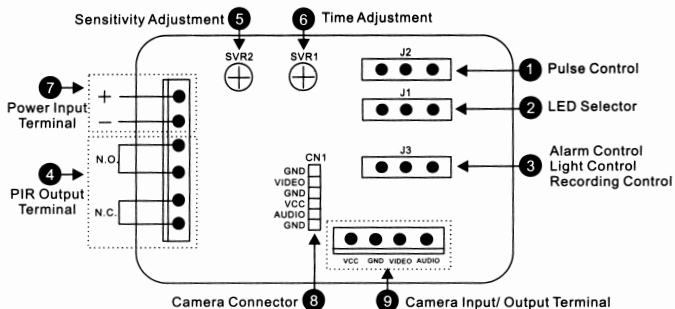 Sensitivity Adjustment 5
6 Time Adjustment
SVR2
SVR1
J2
1 Pulse Control
7
Power Input
Terminal
+
−
J1
2 LED Selector
4
PIR Output
Terminal
N.O.
N.C.
J3
3 Alarm Control
Light Control
Recording Control
CN1
GND
VIDEO
GND
VCC
AUDIO
GND
VCC GND VIDEO AUDIO
Camera Connector 8
9 Camera Input/ Output Terminal